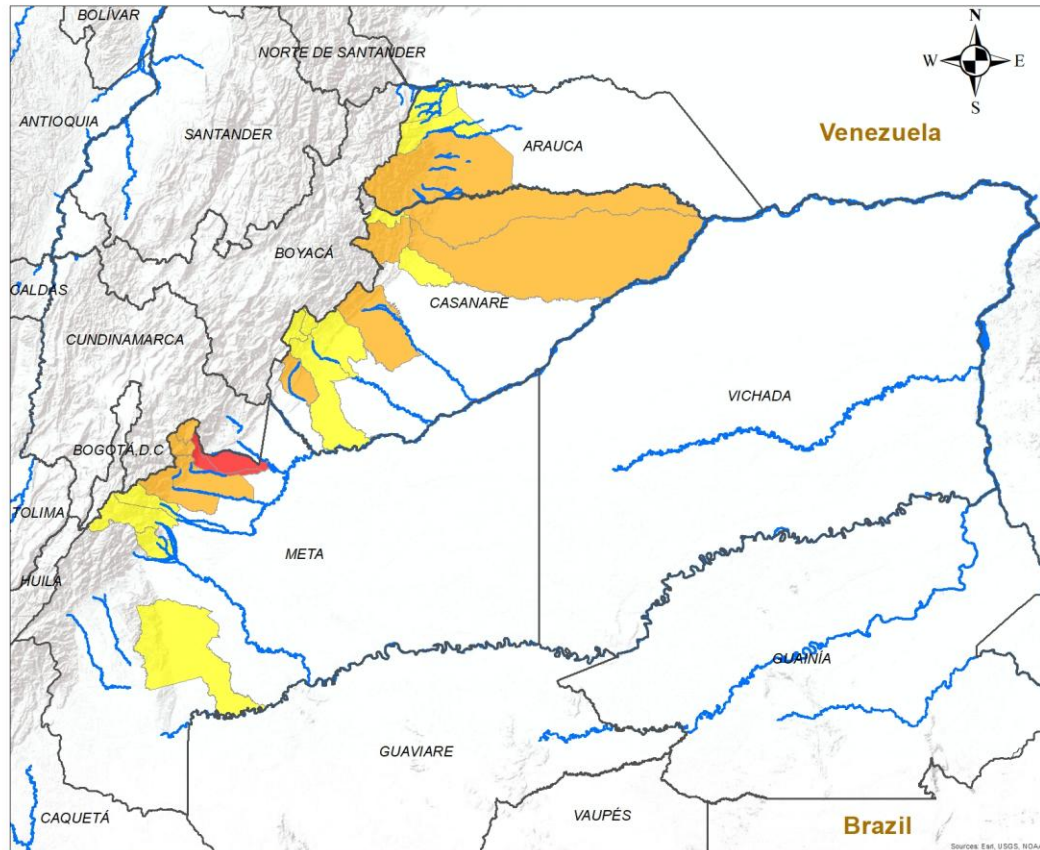 BOLÍVAR
NORTE DE SANTANDER
N
W
E
S
ANTIOQUIA
SANTANDER
ARAUCA
Venezuela
BOYACÁ
CALDAS
CASANARE
CUNDINAMARCA
VICHADA
BOGOTÁ, D.C
TOLIMA
META
HUILA
GUAINÍA
GUAVIARE
CAQUETÁ
VAUPÉS
Brazil
Sources: Esri, USGS, NOAA